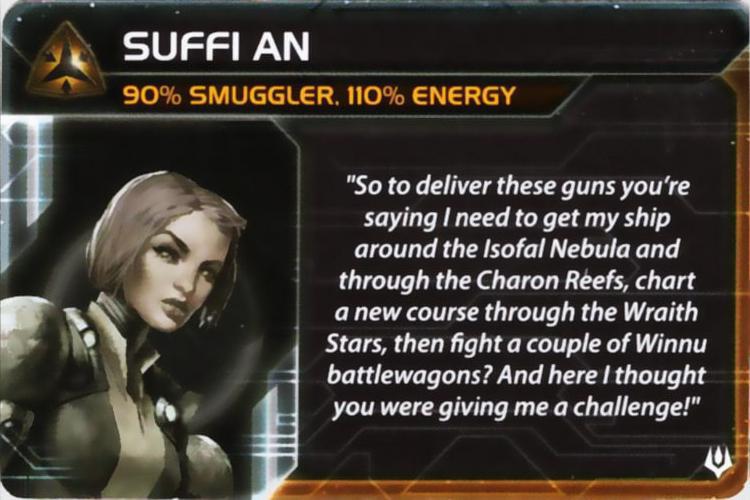 SUFFI AN
90% SMUGGLER. 110% ENERGY
"So to deliver these guns you're
saying I need to get my ship
around the Isofal Nebula and
through the Charon Reefs, chart
a new course through the Wraith
Stars, then fight a couple of Winnu
battlewagons? And here I thought
you were giving me a challenge!"